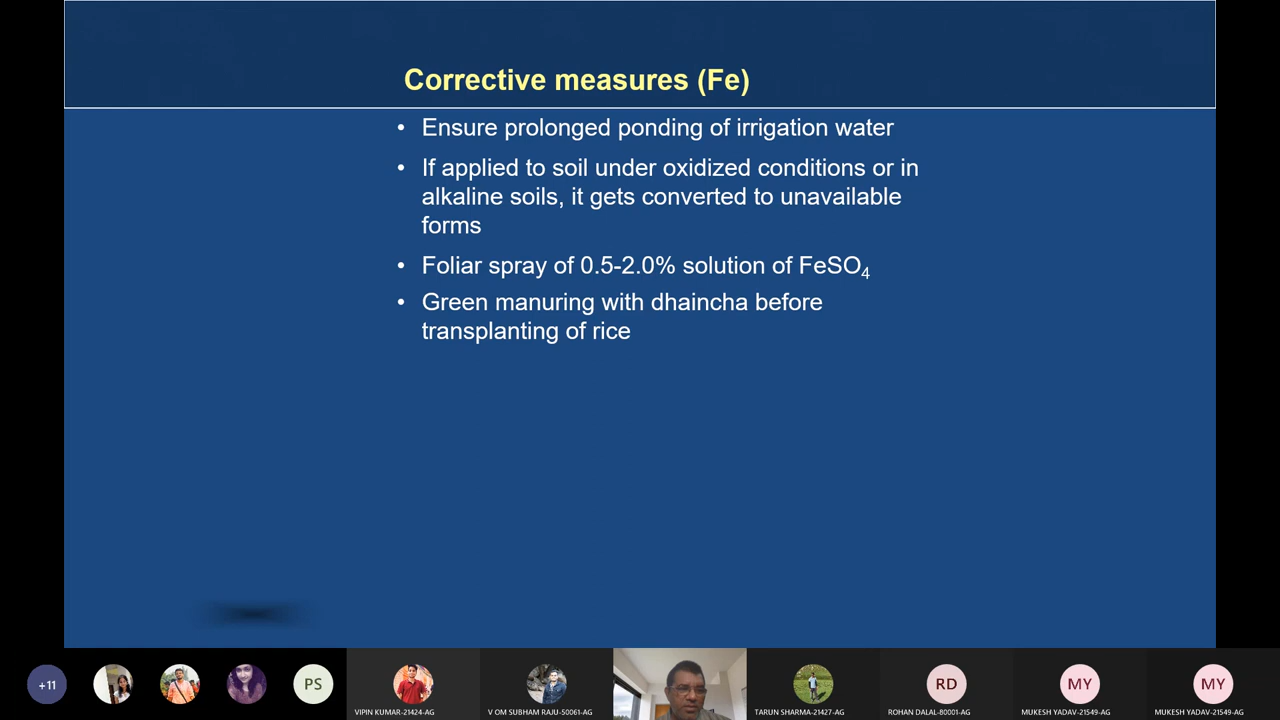 Corrective measures (Fe)
• Ensure prolonged ponding of irrigation water
• If applied to soil under oxidized conditions or in
alkaline soils, it gets converted to unavailable
forms
• Foliar spray of 0.5-2.0% solution of FeSO₄
• Green manuring with dhaincha before
transplanting of rice
+11
PS
RD
MY
MY
VIPIN KUMAR-21424-AG
V OM SUBHAM RAJU-50061-AG
TARUN SHARMA-21427-AG
ROHAN DALAL-80001-AG
MUKESH YADAV-21549-AG
MUKESH YADAV-21549-AG